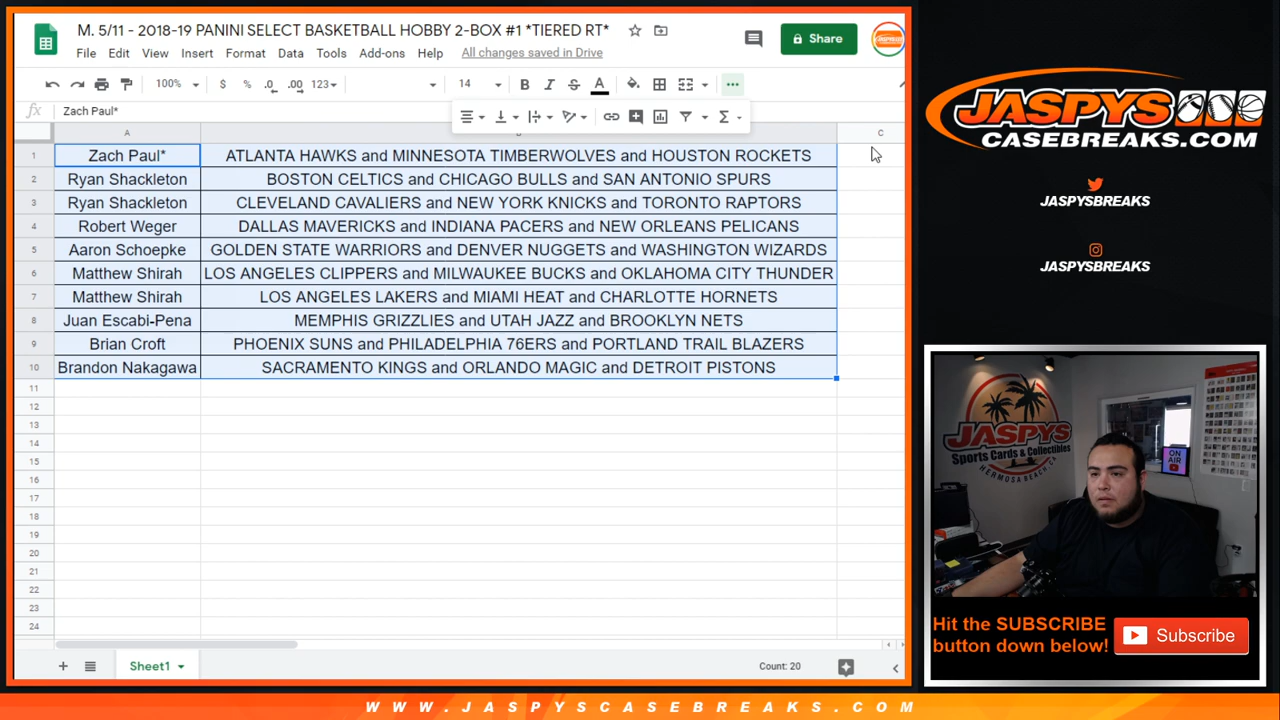 M. 5/11 - 2018-19 PANINI SELECT BASKETBALL HOBBY 2-BOX #1 *TIERED RT*
Share
File Edit View Insert Format Data Tools Add-ons Help All changes saved in Drive
100% $ % .0 .00 123 14 B I S A
fx Zach Paul*
A C
1 Zach Paul* ATLANTA HAWKS and MINNESOTA TIMBERWOLVES and HOUSTON ROCKETS
2 Ryan Shackleton BOSTON CELTICS and CHICAGO BULLS and SAN ANTONIO SPURS
3 Ryan Shackleton CLEVELAND CAVALIERS and NEW YORK KNICKS and TORONTO RAPTORS
4 Robert Weger DALLAS MAVERICKS and INDIANA PACERS and NEW ORLEANS PELICANS
5 Aaron Schoepke GOLDEN STATE WARRIORS and DENVER NUGGETS and WASHINGTON WIZARDS
6 Matthew Shirah LOS ANGELES CLIPPERS and MILWAUKEE BUCKS and OKLAHOMA CITY THUNDER
7 Matthew Shirah LOS ANGELES LAKERS and MIAMI HEAT and CHARLOTTE HORNETS
8 Juan Escabi-Pena MEMPHIS GRIZZLIES and UTAH JAZZ and BROOKLYN NETS
9 Brian Croft PHOENIX SUNS and PHILADELPHIA 76ERS and PORTLAND TRAIL BLAZERS
10 Brandon Nakagawa SACRAMENTO KINGS and ORLANDO MAGIC and DETROIT PISTONS
11
12
13
14
15
16
17
18
19
20
21
22
23
24
Sheet1
Count: 20
JASPYS
CASEBREAKS.COM
JASPYSBREAKS
JASPYSBREAKS
JASPYS
Sports Cards & Collectibles
HERMOSA BEACH, CA
ON
AIR
Hit the SUBSCRIBE
button down below!
Subscribe
WWW.JASPYSCASEBREAKS.COM